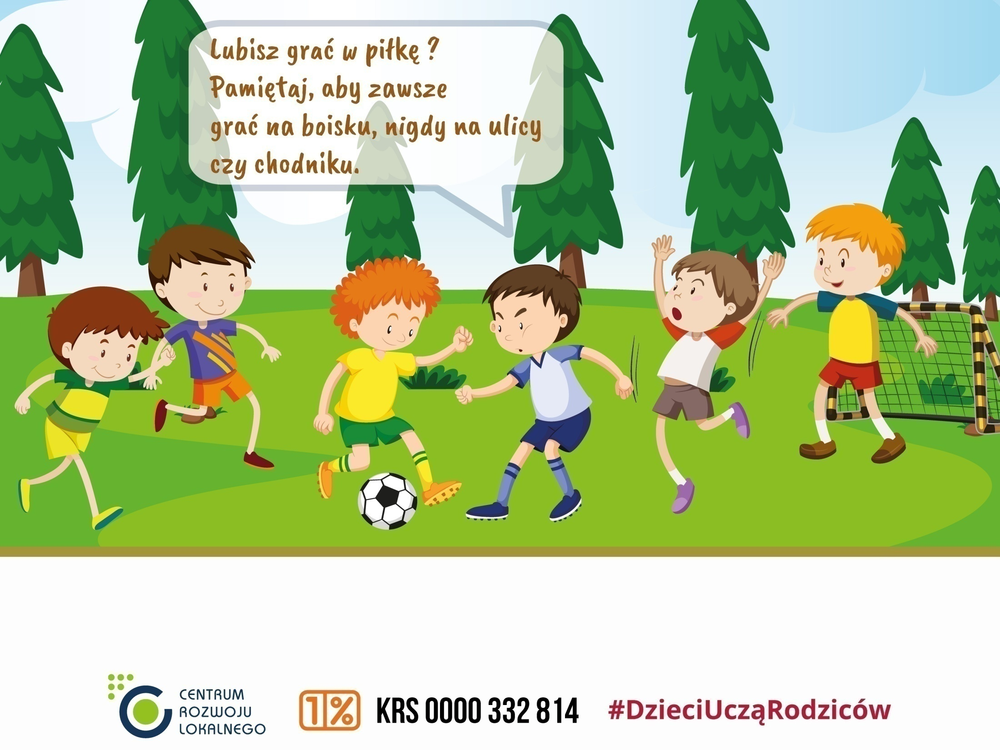 Lubisz grać w piłkę ?
Pamiętaj, aby zawsze
grać na boisku, nigdy na ulicy
czy chodniku.
CENTRUM
ROZWOJU
LOKALNEGO
1%
KRS 0000 332 814
#DzieciUcząRodziców